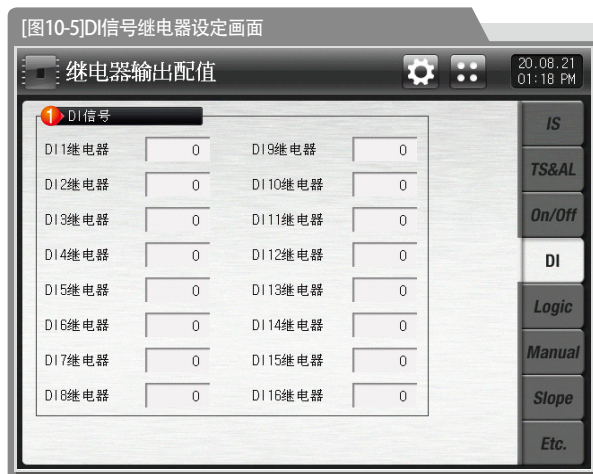 [图10-5]DI信号继电器设定画面
继电器输出配值
20.08.21
01:18 PM
1 DI信号
DI1继电器 0 DI9继电器 0
DI2继电器 0 DI10继电器 0
DI3继电器 0 DI11继电器 0
DI4继电器 0 DI12继电器 0
DI5继电器 0 DI13继电器 0
DI6继电器 0 DI14继电器 0
DI7继电器 0 DI15继电器 0
DI8继电器 0 DI16继电器 0
IS
TS&AL
On/Off
DI
Logic
Manual
Slope
Etc.